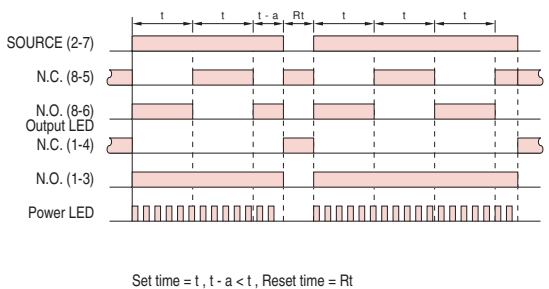 t t t - a Rt t t t
SOURCE (2-7)
N.C. (8-5)
N.O. (8-6)
Output LED
N.C. (1-4)
N.O. (1-3)
Power LED
Set time = t , t - a < t , Reset time = Rt